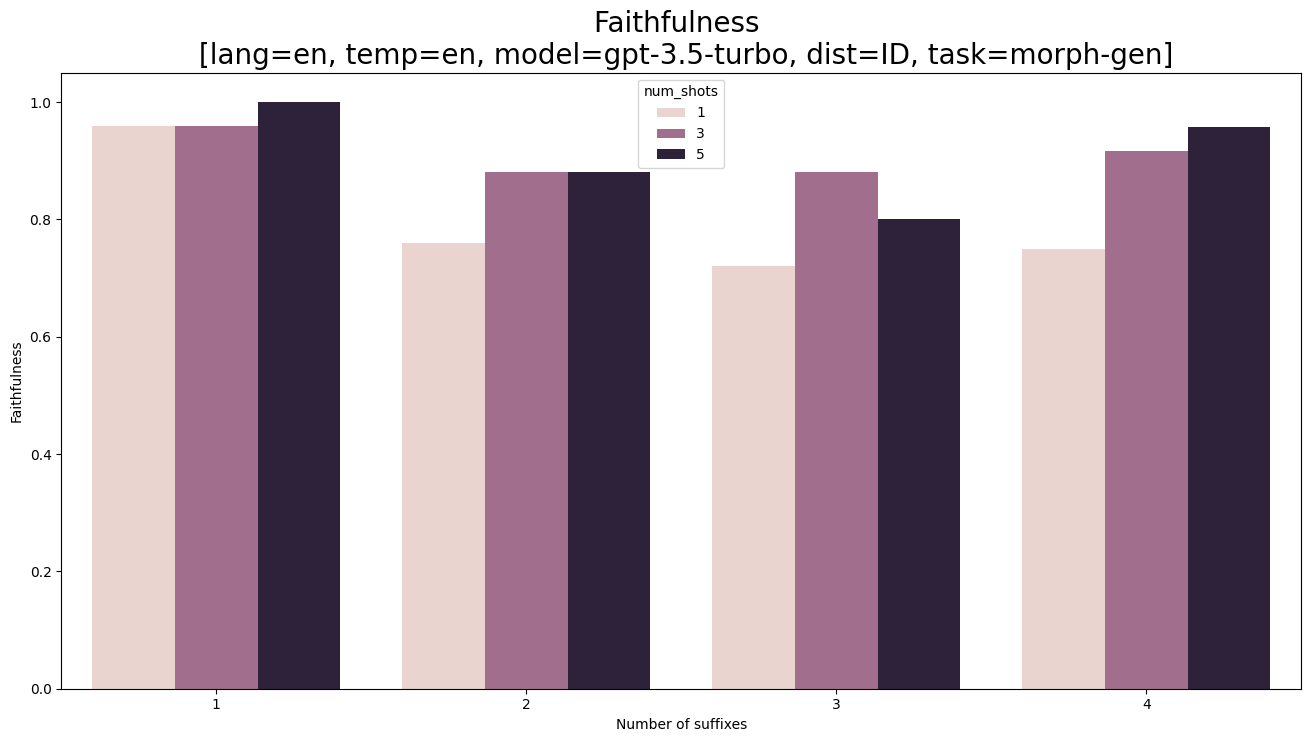 Faithfulness
[lang=en, temp=en, model=gpt-3.5-turbo, dist=ID, task=morph-gen]
num_shots
1
3
5
1.0
0.8
0.6
0.4
0.2
0.0
Faithfulness
1
2
3
4
Number of suffixes